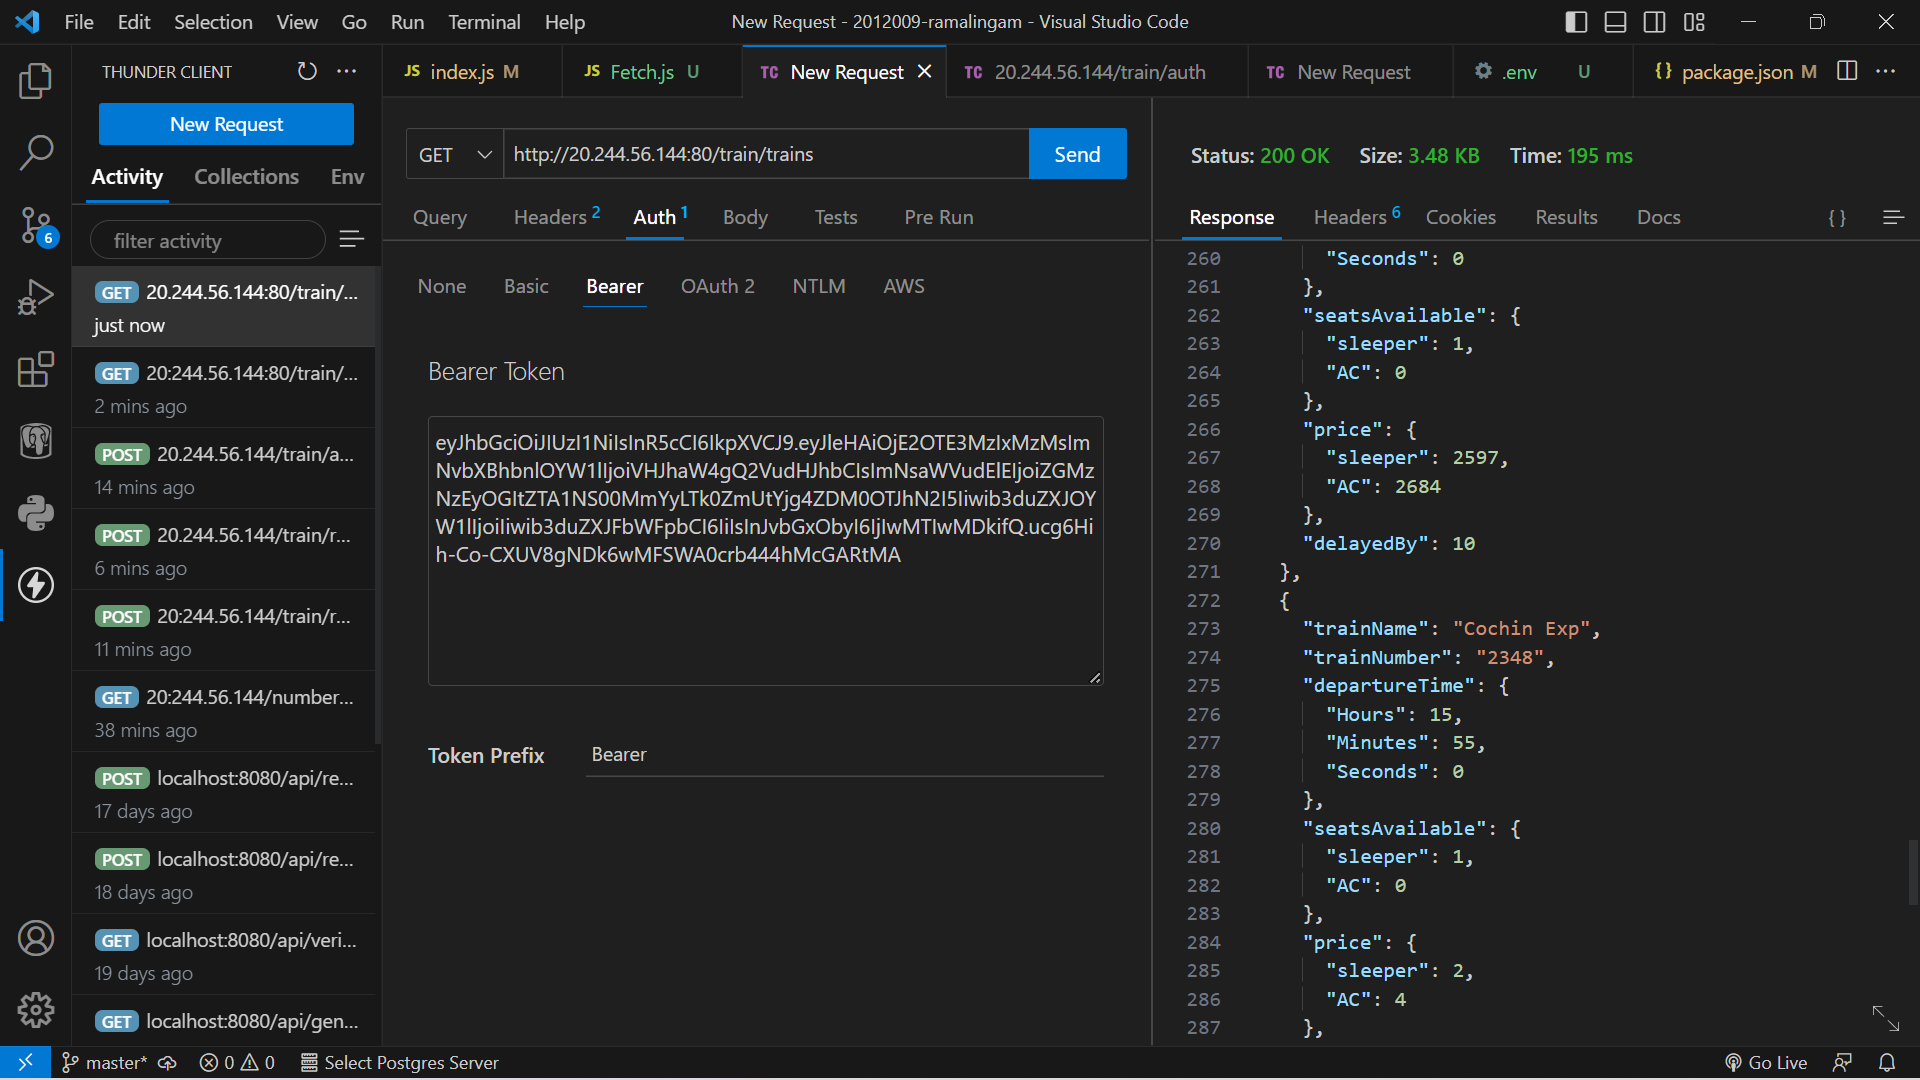 File Edit Selection View Go Run Terminal Help
New Request - 2012009-ramalingam - Visual Studio Code
THUNDER CLIENT
New Request
Activity Collections Env
filter activity
GET 20.244.56.144:80/train/...
just now
GET 20:244.56.144:80/train/...
2 mins ago
POST 20.244.56.144/train/a...
14 mins ago
POST 20.244.56.144/train/r...
6 mins ago
POST 20:244.56.144/train/r...
11 mins ago
GET 20:244.56.144/number...
38 mins ago
POST localhost:8080/api/re...
17 days ago
POST localhost:8080/api/re...
18 days ago
GET localhost:8080/api/veri...
19 days ago
GET localhost:8080/api/gen...
6
JS index.js M
JS Fetch.js U
TC New Request
TC 20.244.56.144/train/auth
TC New Request
.env U
{} package.json M
GET http://20.244.56.144:80/train/trains Send
Query Headers 2 Auth 1 Body Tests Pre Run
None Basic Bearer OAuth 2 NTLM AWS
Bearer Token
eyJhbGciOiJIUzI1NiIsInR5cCI6IkpXVCJ9.eyJleHAiOjE2OTE3MzIxMzMsIm
NvbXBhbnlOYW1lIjoiVHJhaW4gQ2VudHJhbCIsImNsaWVudElEIjoiZGMz
NzEyOGItZTA1NS00MmYyLTk0ZmUtYjg4ZDM0OTJhN2I5Iiwib3duZXJOY
W1lIjoiIiwib3duZXJFbWFpbCI6IiIsInJvbGxObyI6IjIwMTIwMDkifQ.ucg6Hi
h-Co-CXUV8gNDk6wMFSWA0crb444hMcGARtMA
Token Prefix Bearer
Status: 200 OK Size: 3.48 KB Time: 195 ms
Response Headers 6 Cookies Results Docs { }
260 "Seconds": 0
261 },
262 "seatsAvailable": {
263 "sleeper": 1,
264 "AC": 0
265 },
266 "price": {
267 "sleeper": 2597,
268 "AC": 2684
269 },
270 "delayedBy": 10
271 },
272 {
273 "trainName": "Cochin Exp",
274 "trainNumber": "2348",
275 "departureTime": {
276 "Hours": 15,
277 "Minutes": 55,
278 "Seconds": 0
279 },
280 "seatsAvailable": {
281 "sleeper": 1,
282 "AC": 0
283 },
284 "price": {
285 "sleeper": 2,
286 "AC": 4
287 },
master* 0 0 Select Postgres Server
Go Live